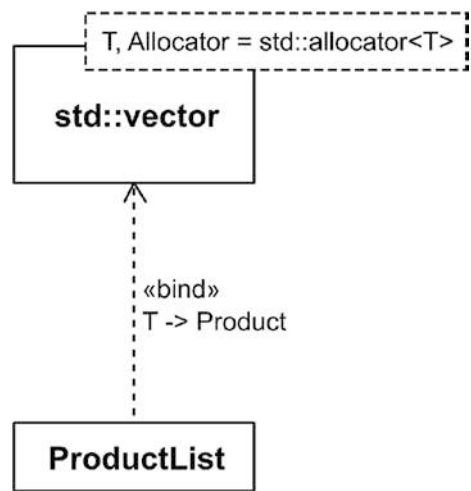 T, Allocator = std::allocator<T>
std::vector
«bind»
T -> Product
ProductList